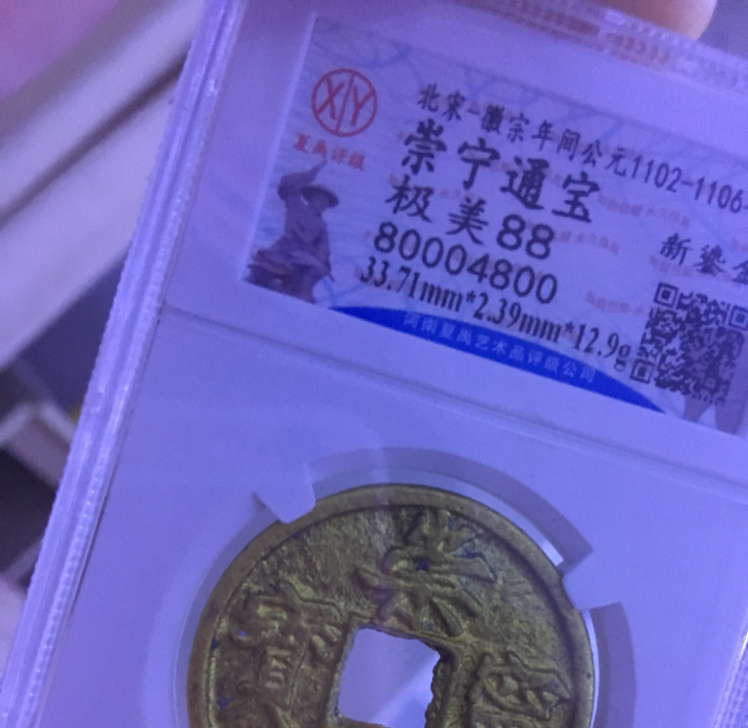 XY
夏禹评级
北宋-徽宗年间公元1102-1106
崇宁通宝
极美88
新鎏金
80004800
33.71mm*2.39mm*12.9g
河南夏禹艺术品评级公司
崇
寧
寶